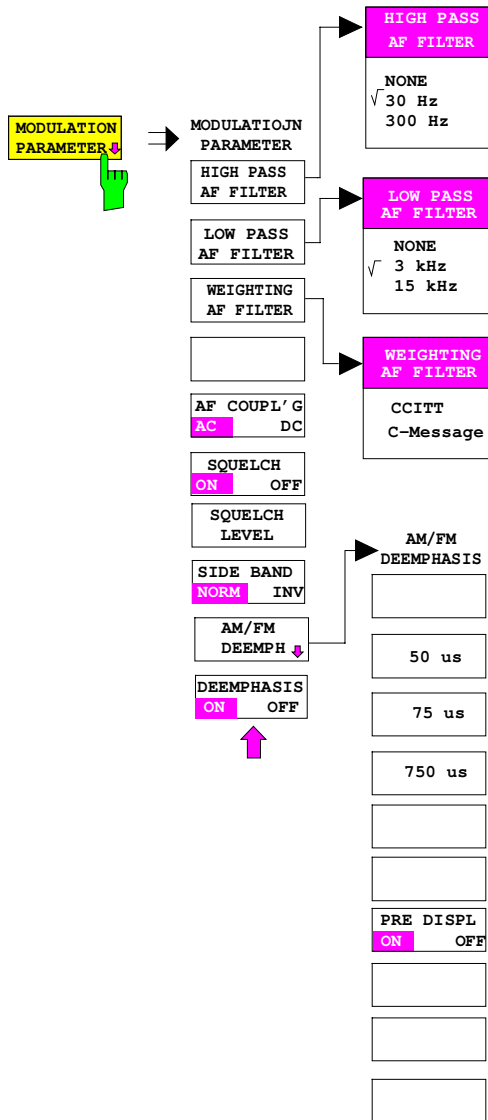 MODULATION
PARAMETER
MODULATIOJN
PARAMETER
HIGH PASS
AF FILTER
LOW PASS
AF FILTER
WEIGHTING
AF FILTER
AF COUPL'G
AC DC
SQUELCH
ON OFF
SQUELCH
LEVEL
SIDE BAND
NORM INV
AM/FM
DEEMPH
DEEMPHASIS
ON OFF
HIGH PASS
AF FILTER
NONE
√ 30 Hz
300 Hz
LOW PASS
AF FILTER
NONE
√ 3 kHz
15 kHz
WEIGHTING
AF FILTER
CCITT
C-Message
AM/FM
DEEMPHASIS
50 us
75 us
750 us
PRE DISPL
ON OFF